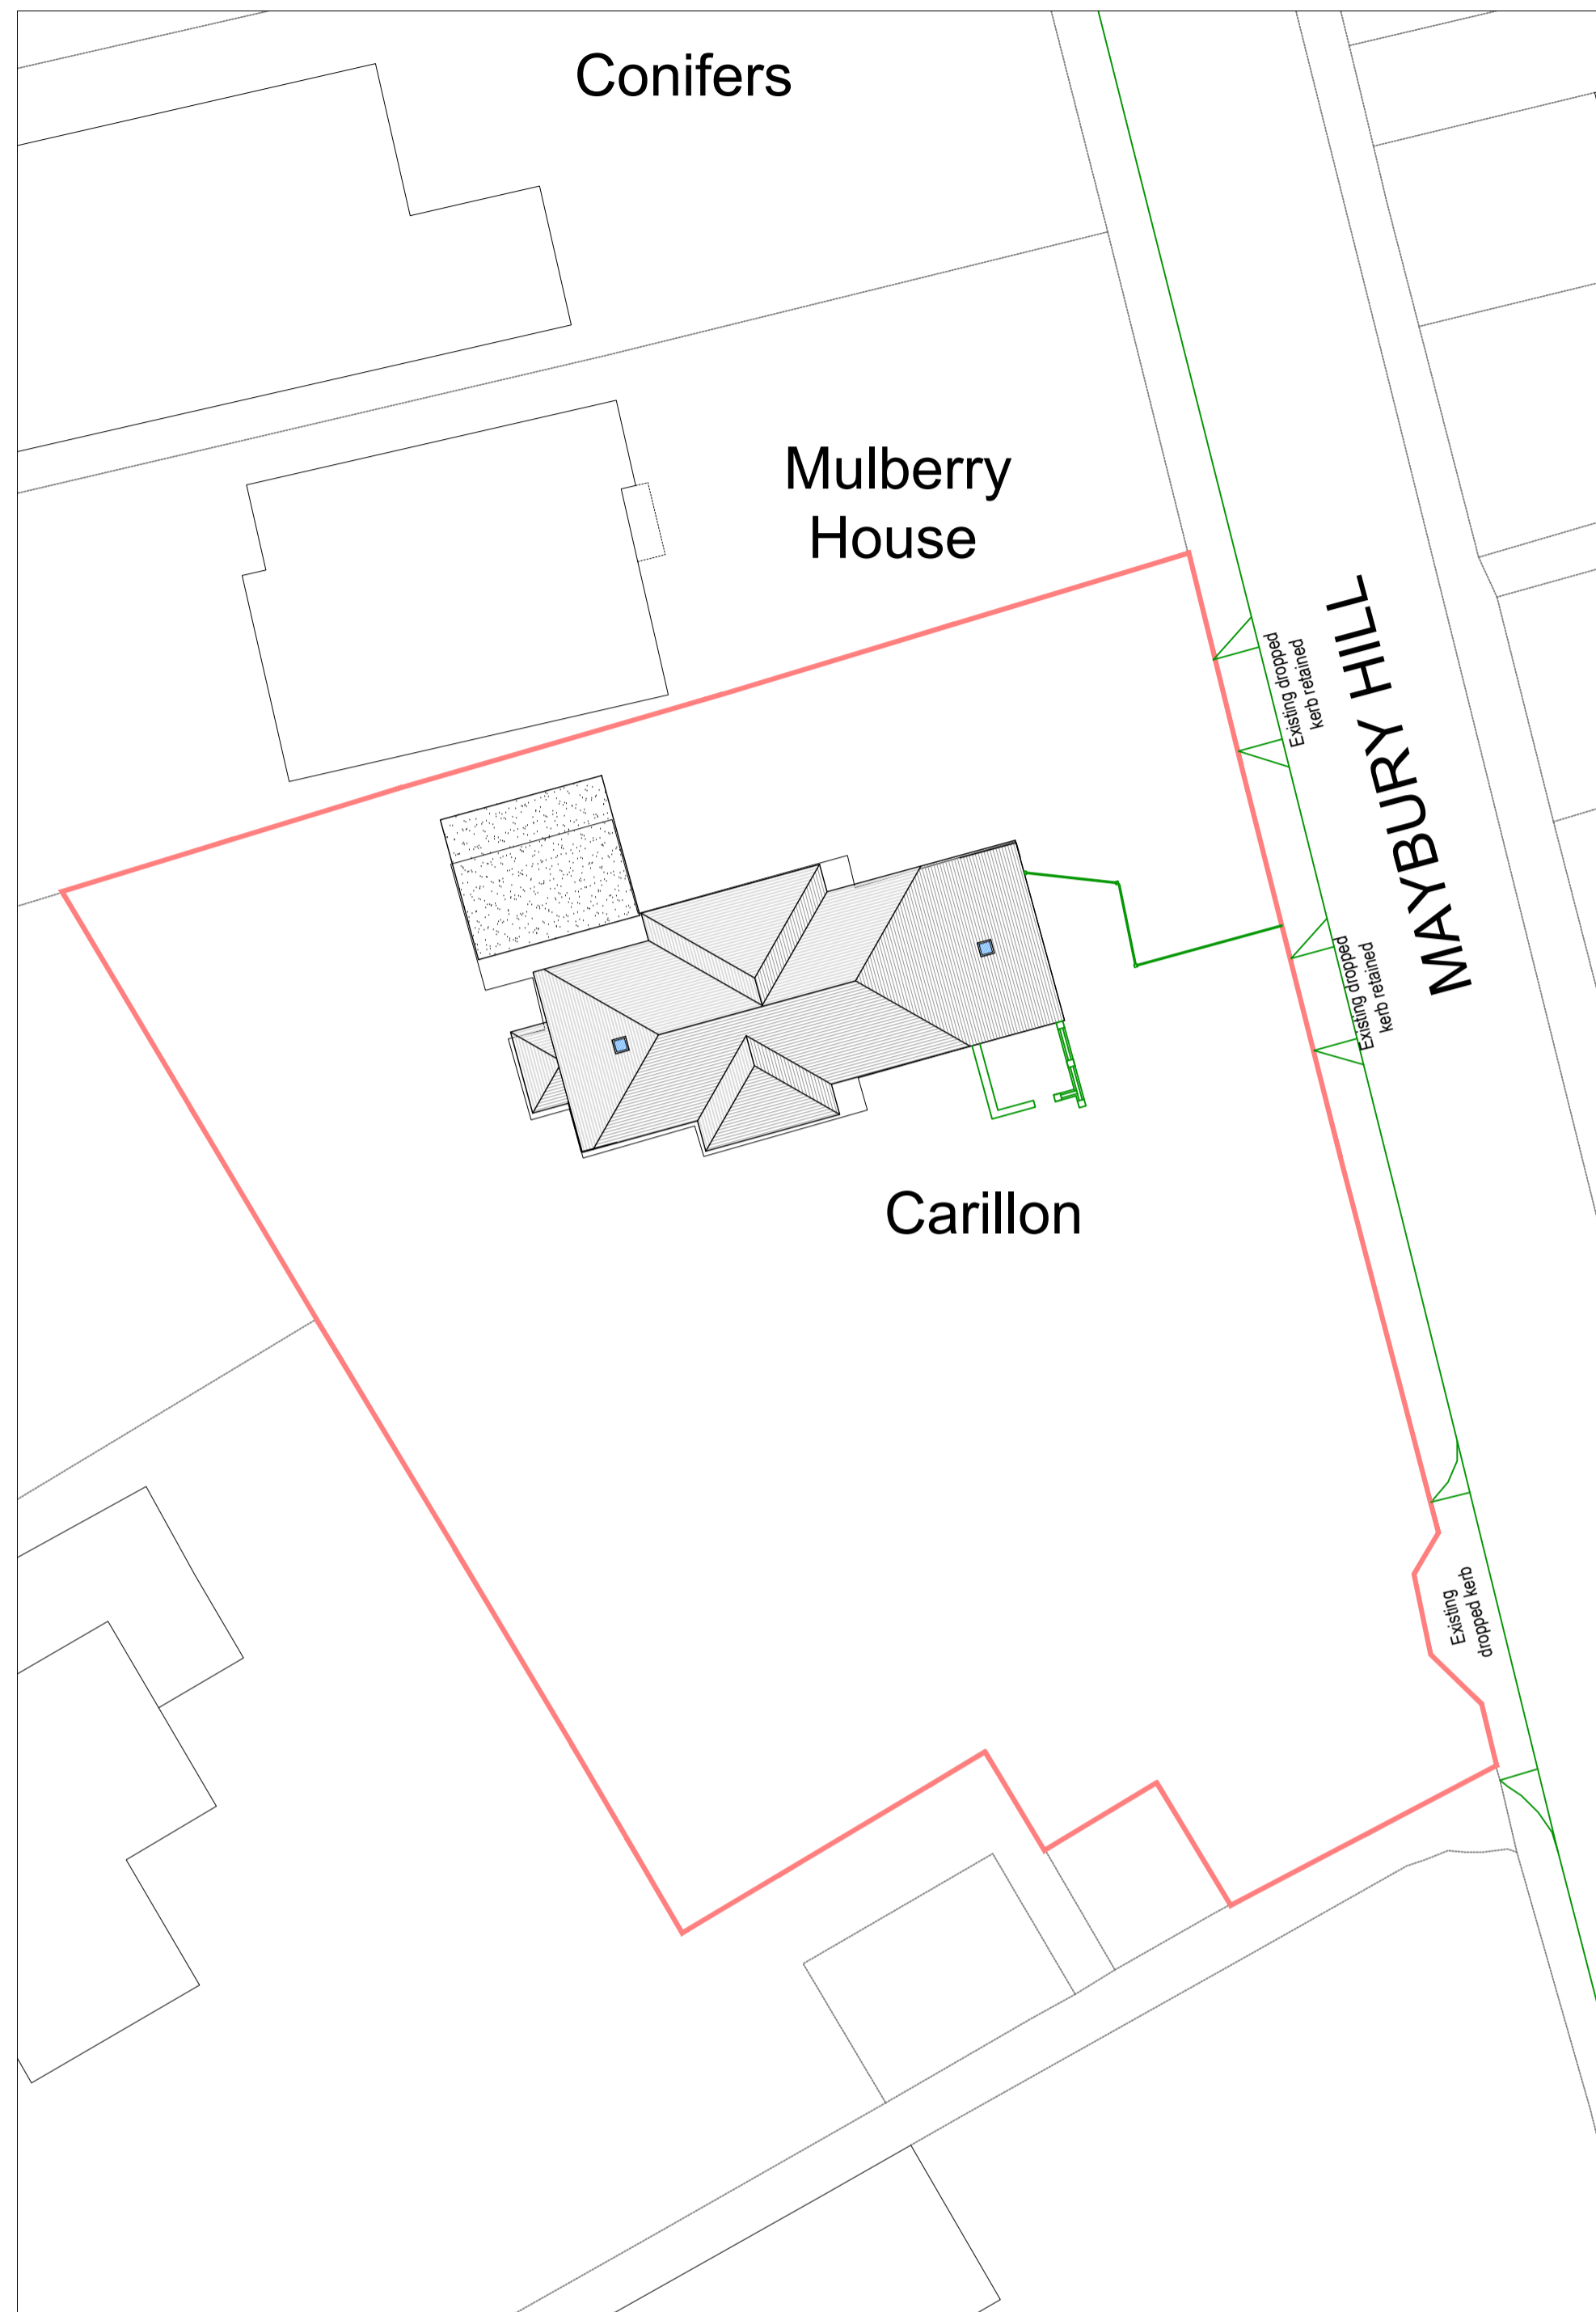 Conifers
Mulberry
House
Existing dropped
kerb retained
MAYBURY HILL
Existing dropped
kerb retained
Carillon
Existing
dropped kerb